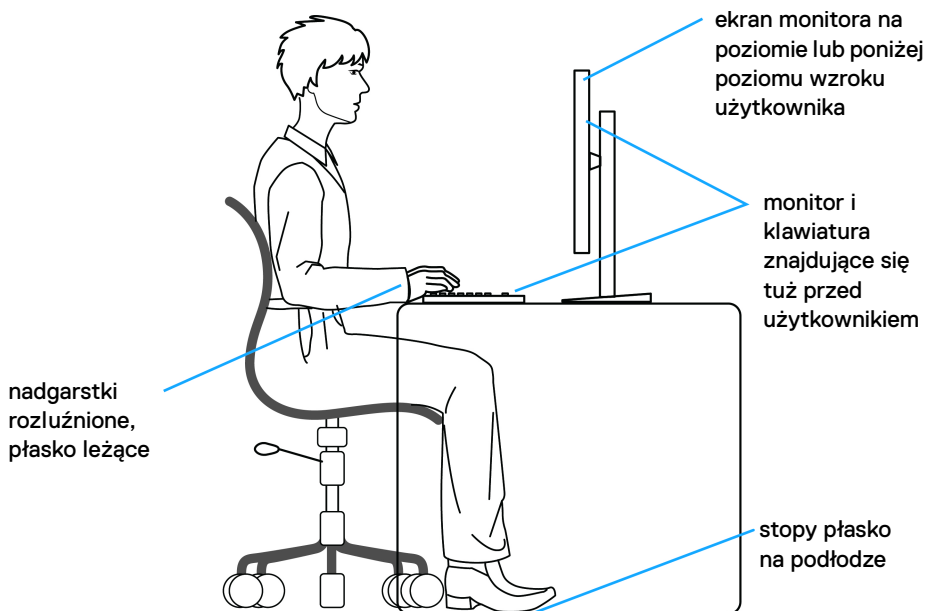 ekran monitora na
poziomie lub poniżej
poziomu wzroku
użytkownika
monitor i
klawiatura
znajdujące się
tuż przed
użytkownikiem
nadgarstki
rozluźnione,
płasko leżące
stopy płasko
na podłodze